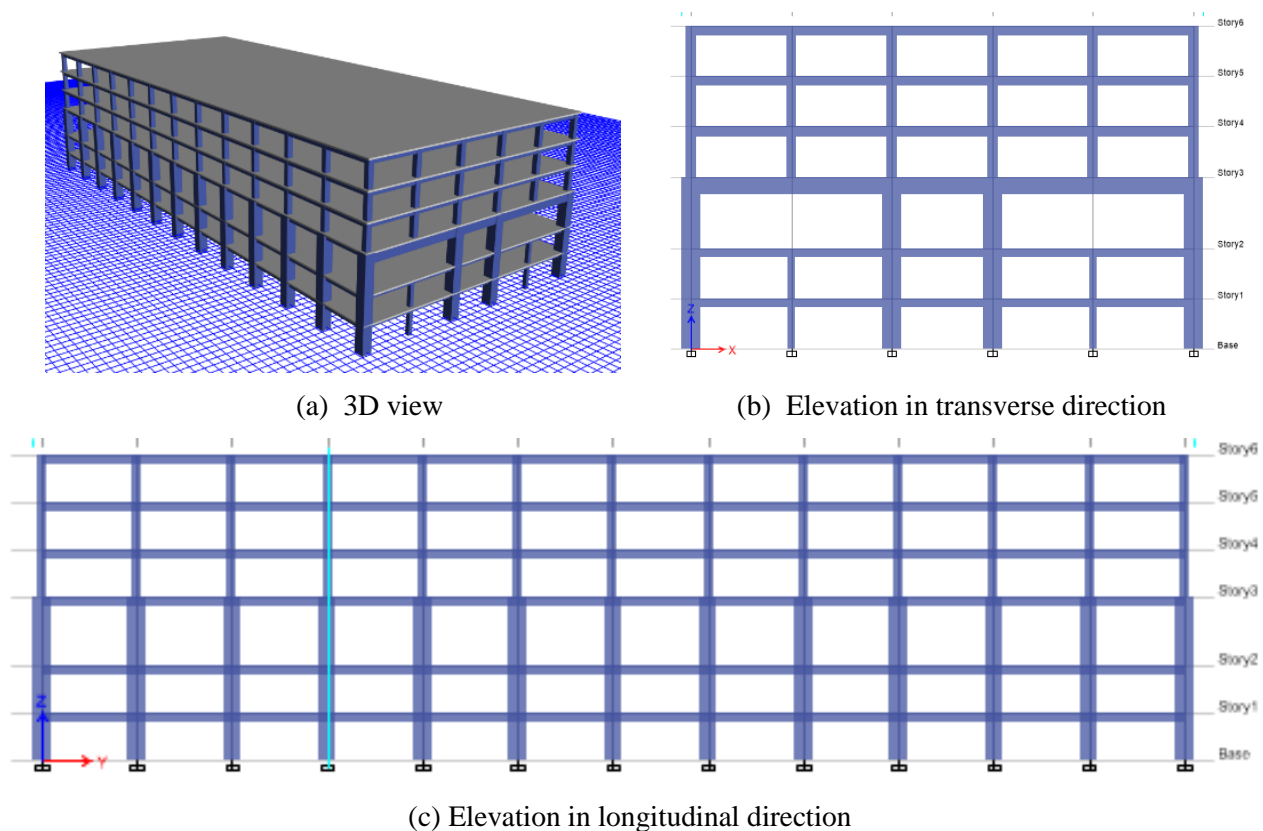 Story6
Story5
Story4
Story3
Story2
Story1
Base
Z
X
(a) 3D view
(b) Elevation in transverse direction
Story6
Story5
Story4
Story3
Story2
Story1
Base
Z
Y
(c) Elevation in longitudinal direction